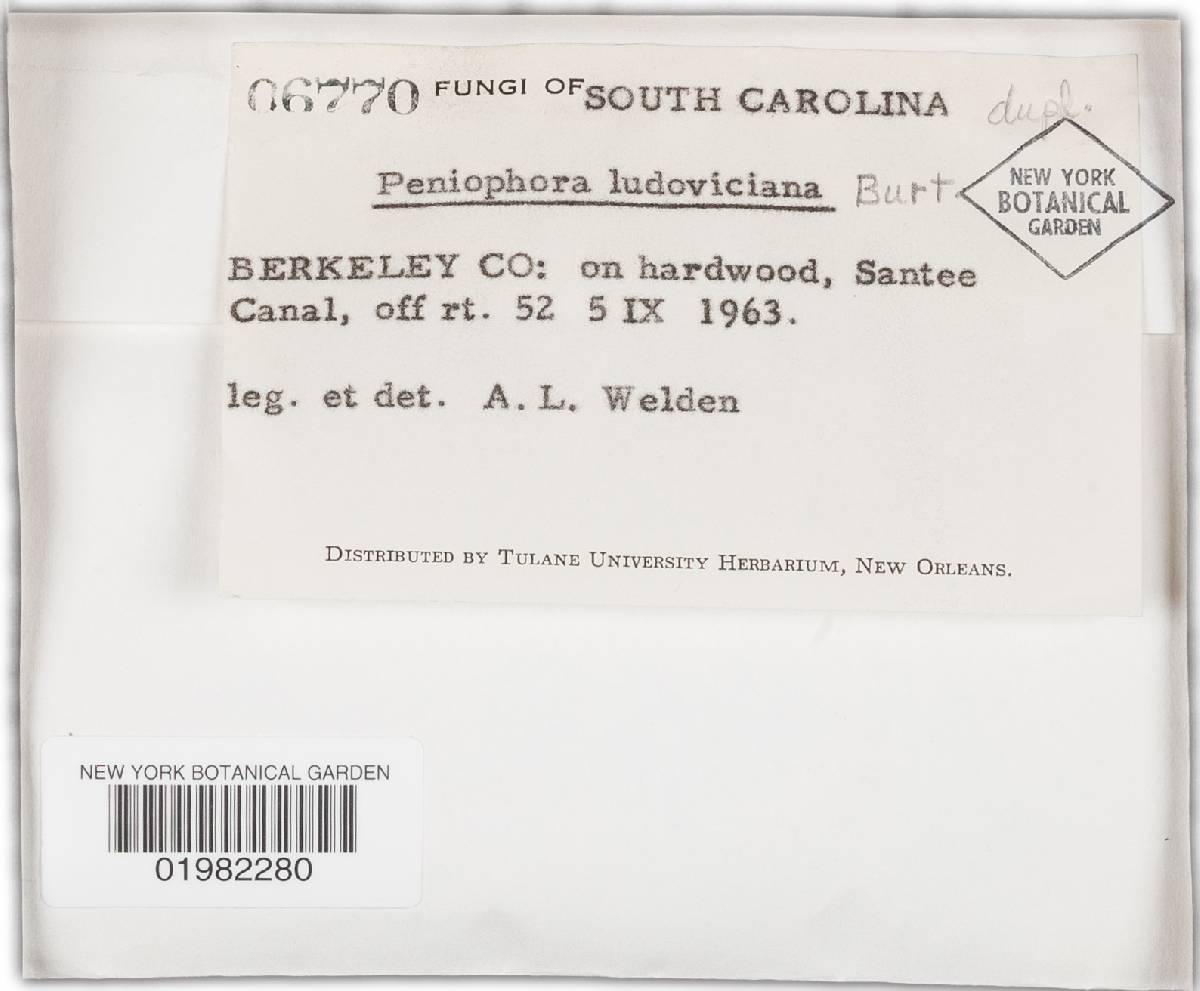 06770 FUNGI OF SOUTH CAROLINA dupl.
Peniophora ludoviciana Burt.
NEW YORK
BOTANICAL
GARDEN
BERKELEY CO: on hardwood, Santee
Canal, off rt. 52 5 IX 1963.
leg. et det. A. L. Welden
DISTRIBUTED BY TULANE UNIVERSITY HERBARIUM, NEW ORLEANS.
NEW YORK BOTANICAL GARDEN
01982280